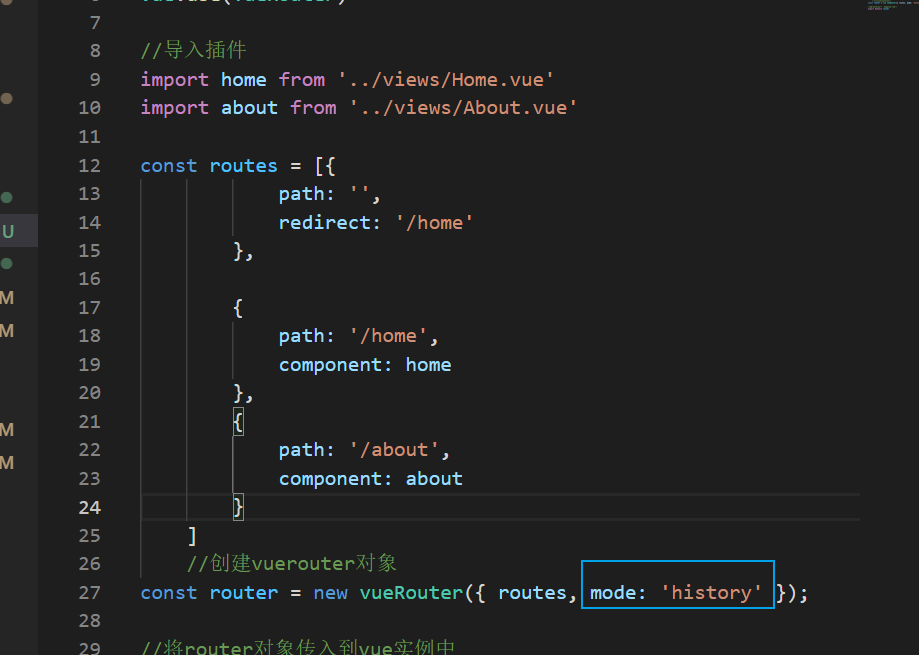 7
8 //导入插件
9 import home from '../views/Home.vue'
10 import about from '../views/About.vue'
11
12 const routes = [{
13 path: '',
14 redirect: '/home'
15 },
16
17 {
18 path: '/home',
19 component: home
20 },
21 {
22 path: '/about',
23 component: about
24 }
25 ]
26 //创建vuerouter对象
27 const router = new vueRouter({ routes, mode: 'history' });
28
29 //将router对象传入到vue实例中
U
M
M
M
M